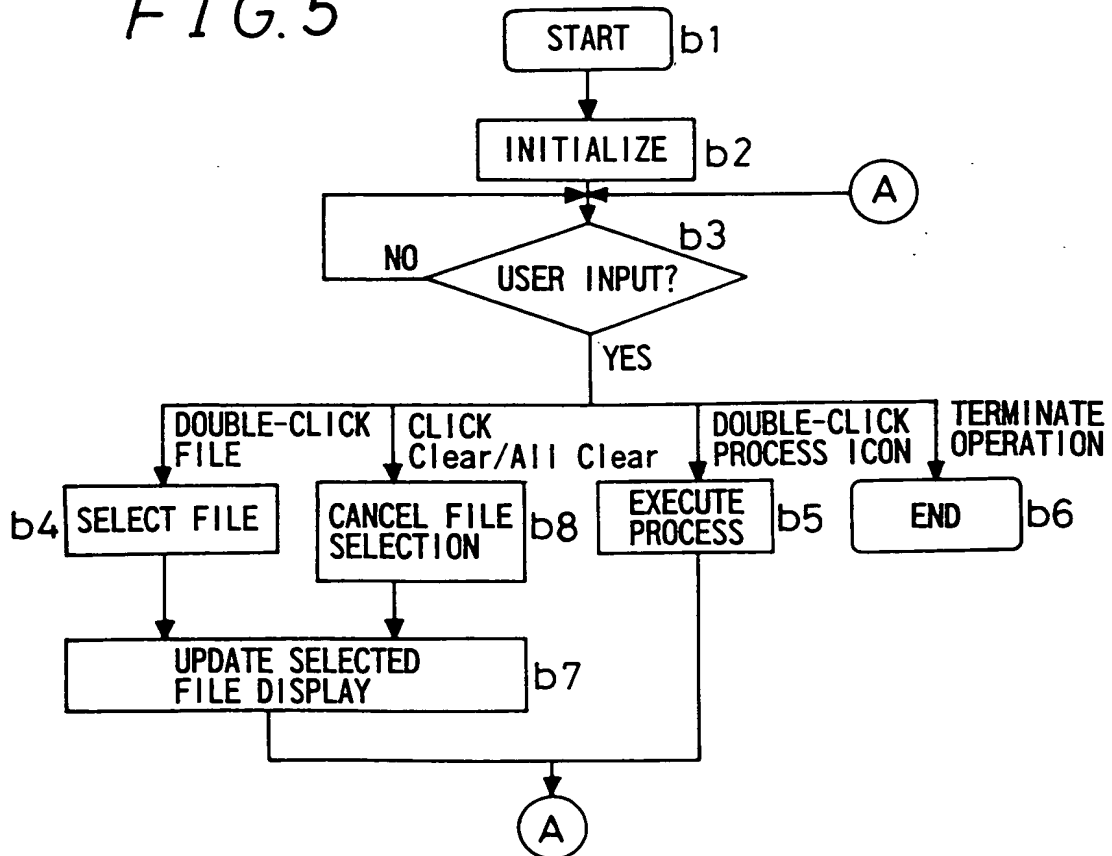 FIG. 5
START
b1
INITIALIZE
b2
A
b3
NO
USER INPUT?
YES
DOUBLE-CLICK
FILE
CLICK
Clear/All Clear
DOUBLE-CLICK
PROCESS ICON
TERMINATE
OPERATION
b4
SELECT FILE
CANCEL FILE
SELECTION
b8
EXECUTE
PROCESS
b5
END
b6
UPDATE SELECTED
FILE DISPLAY
b7
A